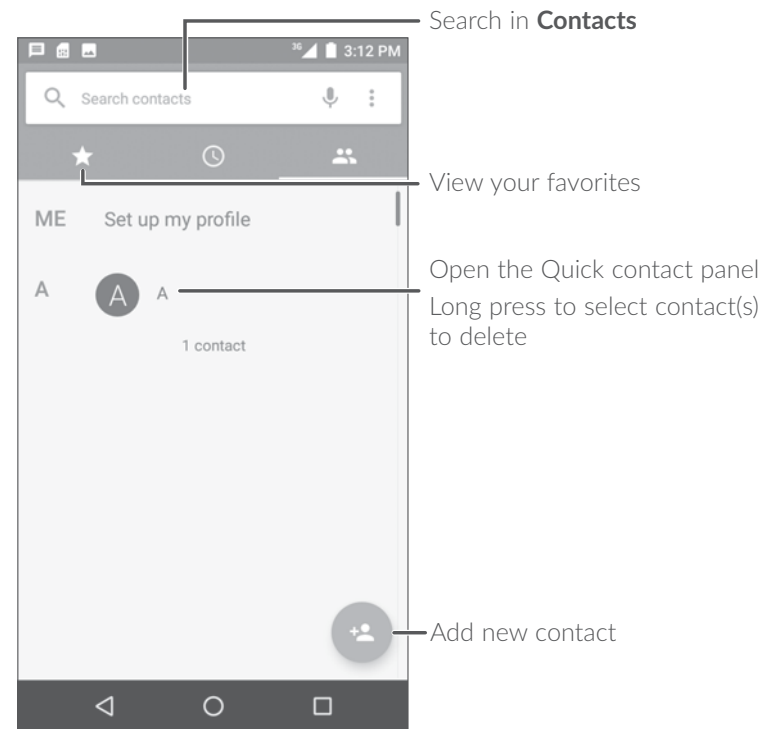 Search in Contacts
3G 3:12 PM
Search contacts
View your favorites
ME Set up my profile
Open the Quick contact panel
A A A
Long press to select contact(s)
to delete
1 contact
Add new contact